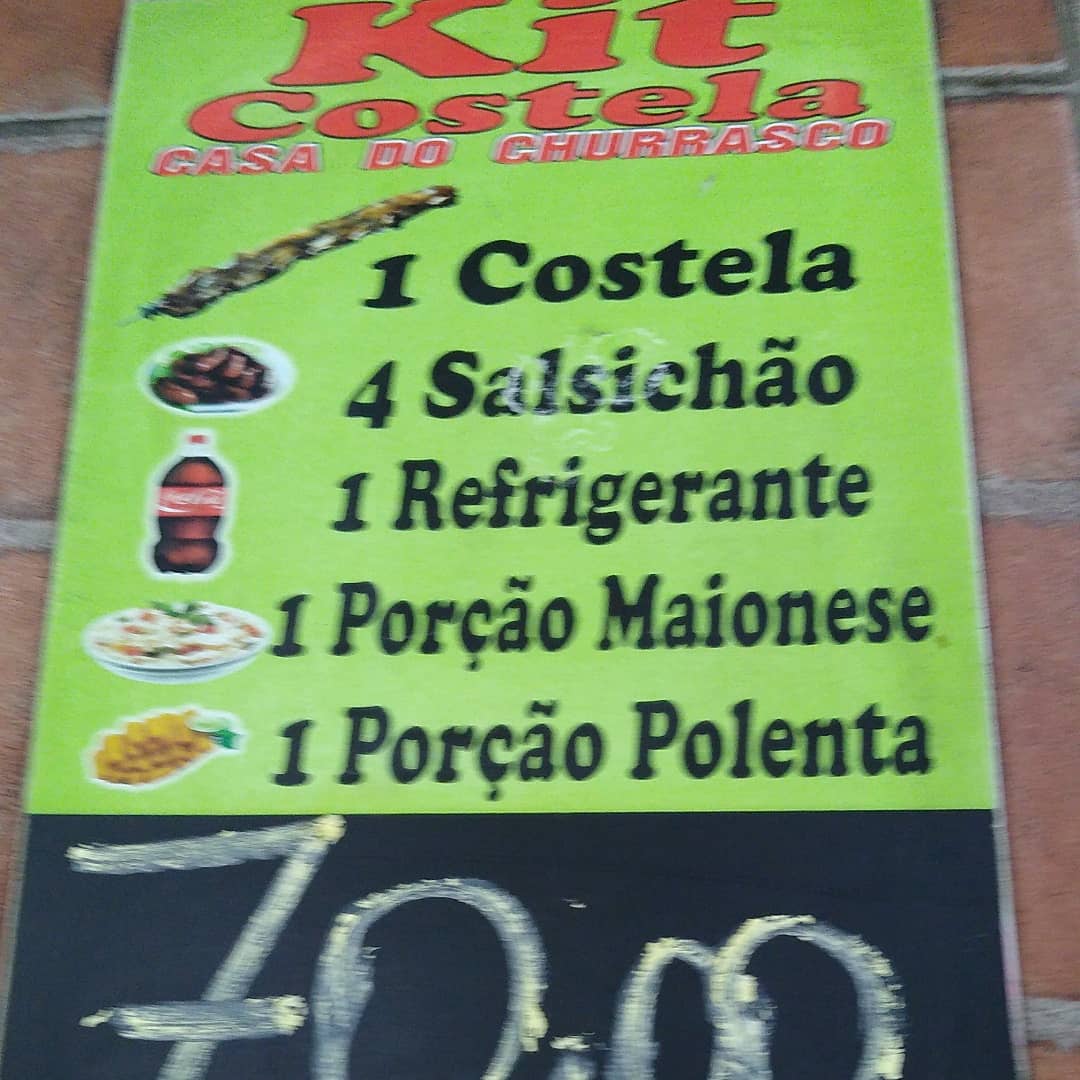 Kit
Costela
CASA DO CHURRASCO
1 Costela
4 Salsichão
1 Refrigerante
1 Porção Maionese
1 Porção Polenta
70,00